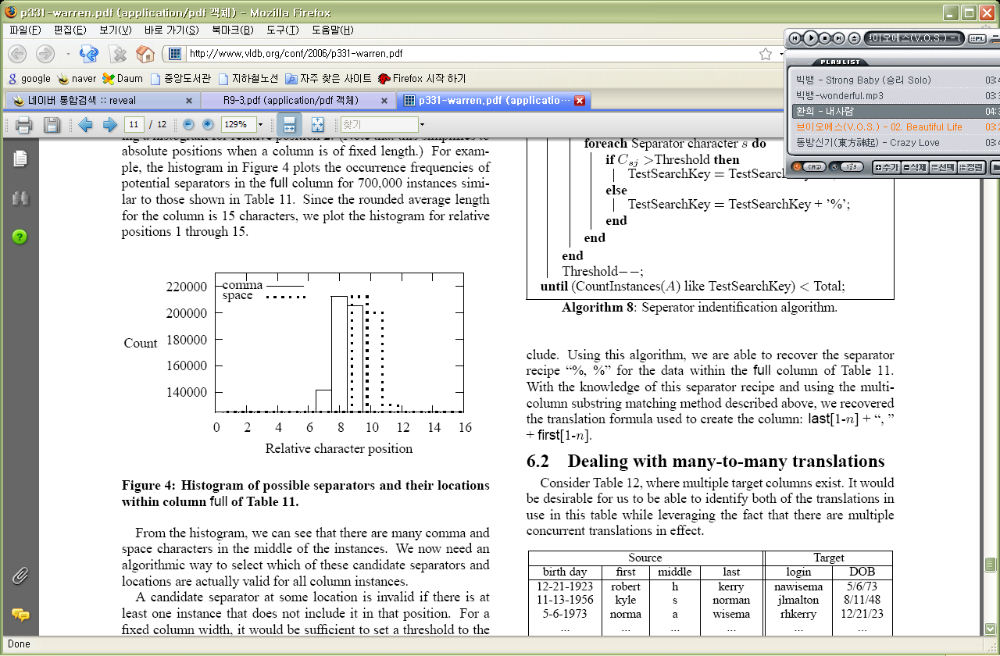 p331-warren.pdf (application/pdf 객체) - Mozilla Firefox
파일(F) 편집(E) 보기(V) 바로 가기(S) 북마크(B) 도구(T) 도움말(H)
http://www.vldb.org/conf/2006/p331-warren.pdf
google naver Daum 중앙도서관 지하철노선 자주 찾은 사이트 Firefox 시작 하기
네이버 통합검색 :: reveal
R9-3.pdf (application/pdf 객체)
p331-warren.pdf (applicatio...
11 / 12 129% 찾기
브이오에스(V.O.S.) - (
PL
PLAYLIST
빅뱅 - Strong Baby (승리 Solo) 03:
빅뱅-wonderful.mp3 03:
환희 - 내사람 04:
브이오에스(V.O.S.) - 02. Beautiful Life 03:
동방신기(東方神起) - Crazy Love 03:
추가 삭제 선택 정렬
absolute positions when a column is of fixed length.) For exam-
ple, the histogram in Figure 4 plots the occurrence frequencies of
potential separators in the full column for 700,000 instances simi-
lar to those shown in Table 11. Since the rounded average length
for the column is 15 characters, we plot the histogram for relative
positions 1 through 15.
comma
space
220000
200000
180000
160000
140000
Count
0 2 4 6 8 10 12 14 16
Relative character position
Figure 4: Histogram of possible separators and their locations
within column full of Table 11.
From the histogram, we can see that there are many comma and
space characters in the middle of the instances. We now need an
algorithmic way to select which of these candidate separators and
locations are actually valid for all column instances.
A candidate separator at some location is invalid if there is at
least one instance that does not include it in that position. For a
fixed column width, it would be sufficient to set a threshold to the
foreach Separator character s do
if Csj >Threshold then
TestSearchKey = TestSearchKey
else
TestSearchKey = TestSearchKey + '%';
end
end
end
Threshold−−;
until (CountInstances(A) like TestSearchKey) < Total;
Algorithm 8: Seperator indentification algorithm.
clude. Using this algorithm, we are able to recover the separator
recipe “%, %” for the data within the full column of Table 11.
With the knowledge of this separator recipe and using the multi-
column substring matching method described above, we recovered
the translation formula used to create the column: last[1-n] + “, ”
+ first[1-n].
6.2 Dealing with many-to-many translations
Consider Table 12, where multiple target columns exist. It would
be desirable for us to be able to identify both of the translations in
use in this table while leveraging the fact that there are multiple
concurrent translations in effect.
Source Target
birth day first middle last login DOB
12-21-1923 robert h kerry nawisema 5/6/73
11-13-1956 kyle s norman jlmalton 8/11/48
5-6-1973 norma a wisema rhkerry 12/21/23
... ... ... ... ... ...
Done